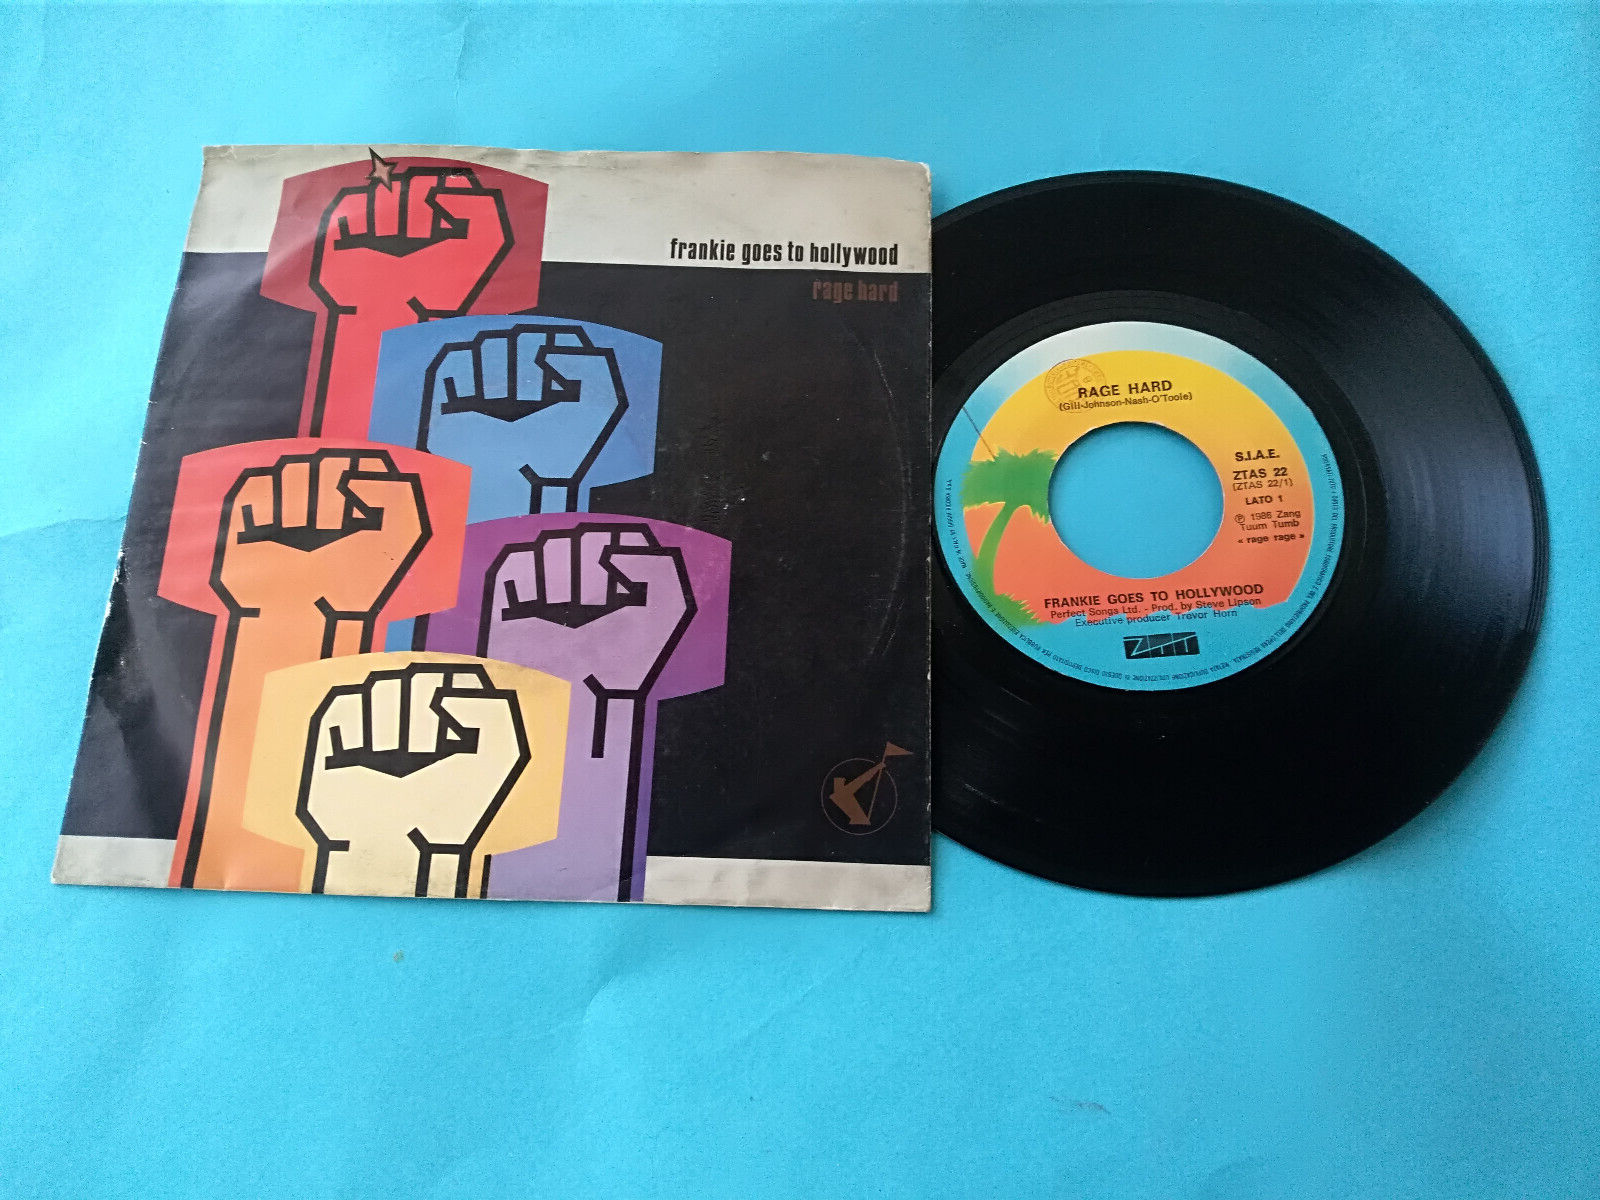 frankie goes to hollywood
rage hard
RAGE HARD
(Gill-Johnson-Nash-O'Toole)
S.I.A.E.
ZTAS 22
(ZTAS 22/1)
LATO 1
℗ 1986 Zang
Tuum Tumb
« rage rage »
FRANKIE GOES TO HOLLYWOOD
Perfect Songs Ltd. - Prod. by Steve Lipson
Executive producer Trevor Horn
ZTT